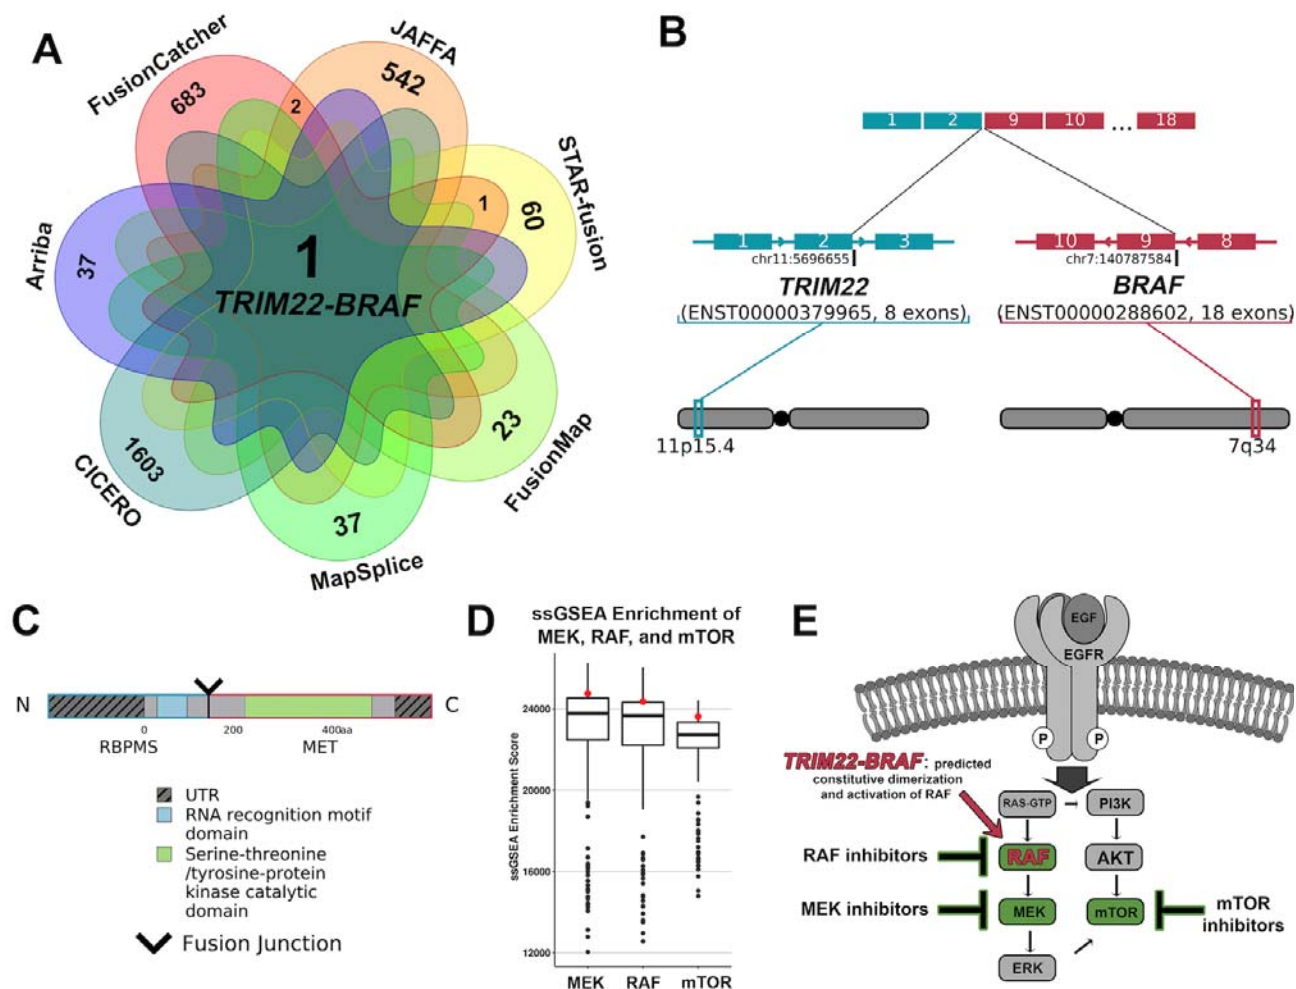 A
FusionCatcher
683
JAFFA
542
2
STAR-fusion
60
1
Arriba
37
1
TRIM22-BRAF
FusionMap
23
CICERO
1603
MapSplice
37
B
1 2 9 10 ... 18
1 2 3
10 9 8
chr11:5696655
chr7:140787584
TRIM22
BRAF
(ENST00000379965, 8 exons)
(ENST00000288602, 18 exons)
11p15.4
7q34
C
N
C
0 200 400aa
RBPMS MET
UTR
RNA recognition motif
domain
Serine-threonine
/tyrosine-protein
kinase catalytic
domain
Fusion Junction
D
ssGSEA Enrichment of
MEK, RAF, and mTOR
ssGSEA Enrichment Score
24000
20000
16000
12000
MEK RAF mTOR
E
EGF
EGFR
P P
TRIM22-BRAF: predicted
constitutive dimerization
and activation of RAF
RAS-GTP
PI3K
RAF inhibitors
RAF
AKT
MEK inhibitors
MEK
mTOR
mTOR
inhibitors
ERK